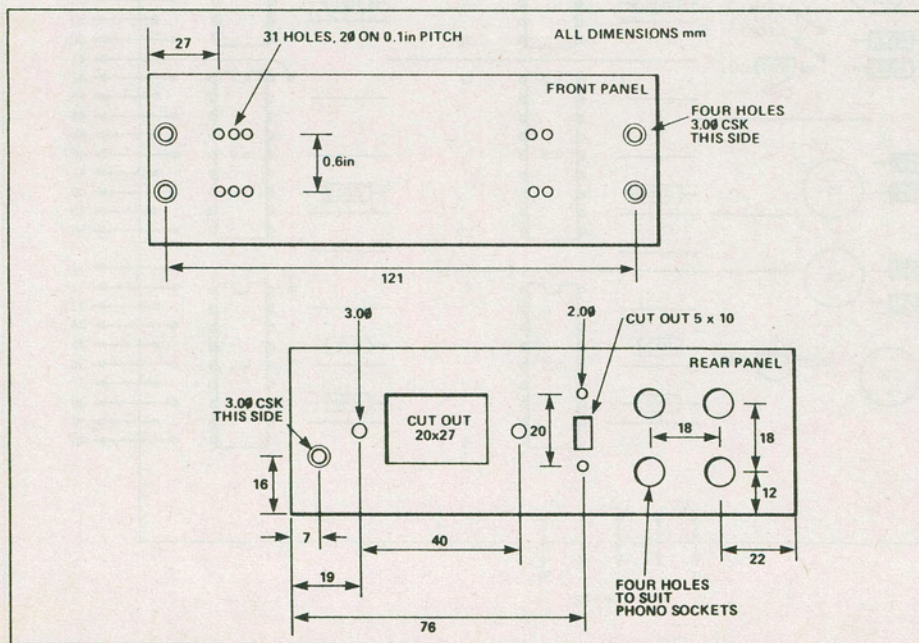 27
31 HOLES, 2Ø ON 0.1in PITCH
ALL DIMENSIONS mm
FRONT PANEL
FOUR HOLES
3.0Ø CSK
THIS SIDE
0.6in
121
3.0Ø
2.0Ø
CUT OUT 5 x 10
REAR PANEL
3.0Ø CSK
THIS SIDE
CUT OUT
20x27
20
18
18
16
12
7
40
22
19
FOUR HOLES
TO SUIT
PHONO SOCKETS
76